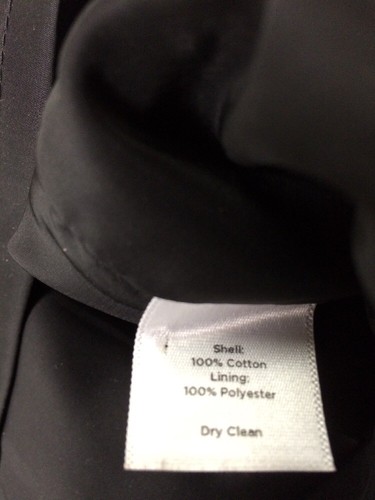 Shell:
100% Cotton
Lining:
100% Polyester
Dry Clean